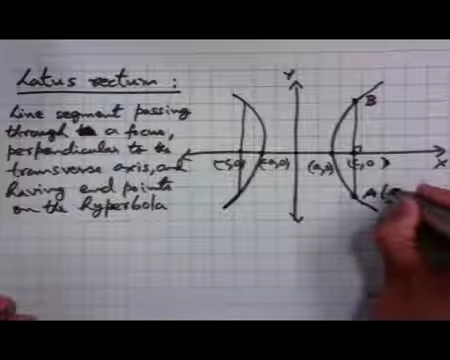 Latus rectum :
Line segment passing
through a focus,
perpendicular to the
transverse axis, and
having end points
on the hyperbola
Y
B
(-c,0) (-a,0) (a,0) (c,0) X
A (c